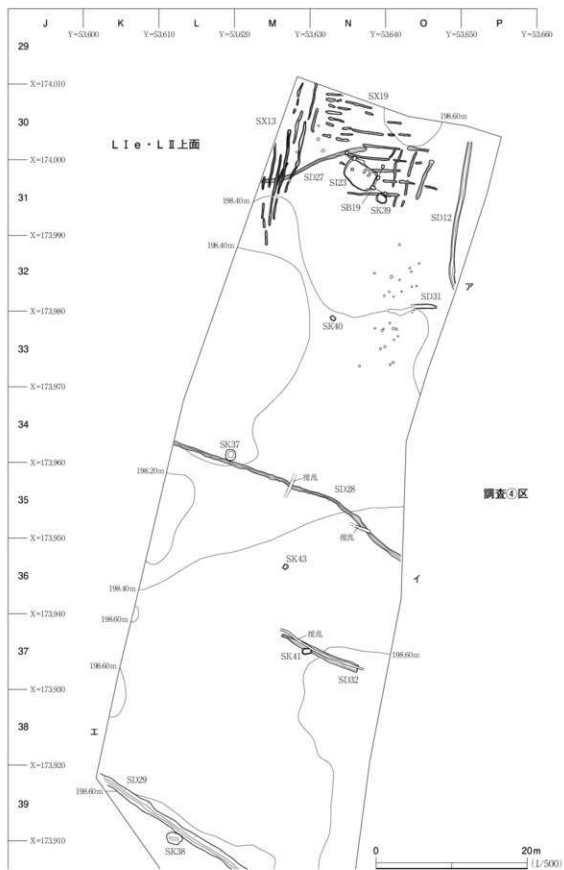 J K L M N O P
Y=53,600 Y=53,610 Y=53,620 Y=53,630 Y=53,640 Y=53,650 Y=53,660
29
X=174,010
SX19
30
198.60m
SX13
LⅠe・LⅡ上面
X=174,000
SD27
SI23
31
SB19
SK39
SD12
198.40m
X=173,990
198.40m
32
ア
SD31
X=173,980
SK40
33
X=173,970
34
SK37
X=173,960
198.20m
撹乱
SD28
35
調査④区
撹乱
X=173,950
SK43
36
イ
198.40m
X=173,940
198.60m
撹乱
37
SK41
198.60m
198.60m
SD32
X=173,930
38
エ
X=173,920
SD29
198.60m
39
SK38
X=173,910
0 20m
(1/500)